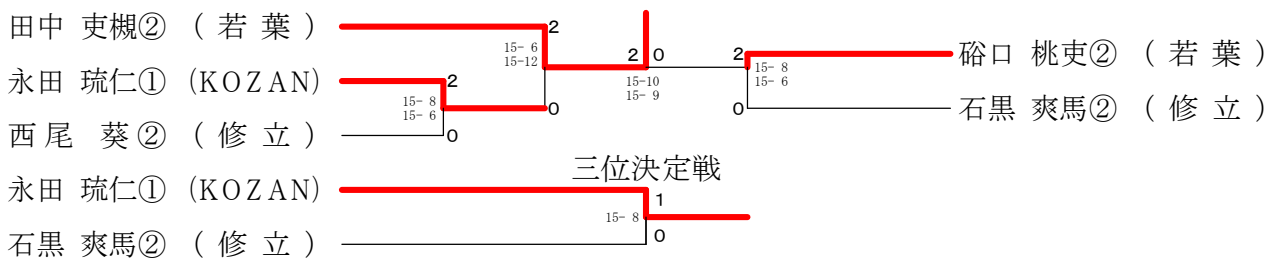 田中 吏槻② （ 若 葉 ）
2
15- 6
15-12
0
永田 琉仁① (KOZAN)
2
15- 8
15- 6
0
西尾 葵② （ 修 立 ）
2 0
15-10
15- 9
2
15- 8
15- 6
0
硲口 桃吏② （ 若 葉 ）
石黒 爽馬② （ 修 立 ）
三位決定戦
永田 琉仁① (KOZAN)
1
15- 8
0
石黒 爽馬② （ 修 立 ）